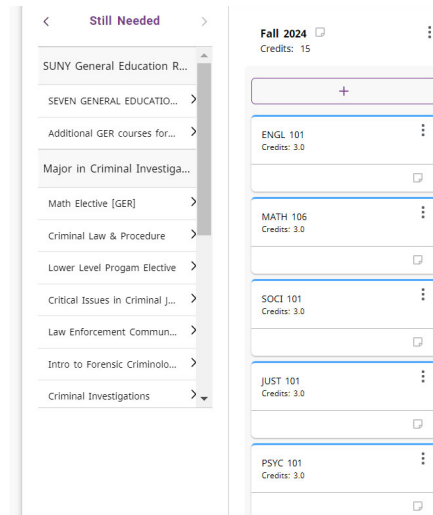 Still Needed
SUNY General Education R...
SEVEN GENERAL EDUCATIO...
Additional GER courses for...
Major in Criminal Investiga...
Math Elective [GER]
Criminal Law & Procedure
Lower Level Progam Elective
Critical Issues in Criminal J...
Law Enforcement Commun...
Intro to Forensic Criminolo...
Criminal Investigations
Fall 2024
Credits: 15
+
ENGL 101
Credits: 3.0
MATH 106
Credits: 3.0
SOCI 101
Credits: 3.0
JUST 101
Credits: 3.0
PSYC 101
Credits: 3.0